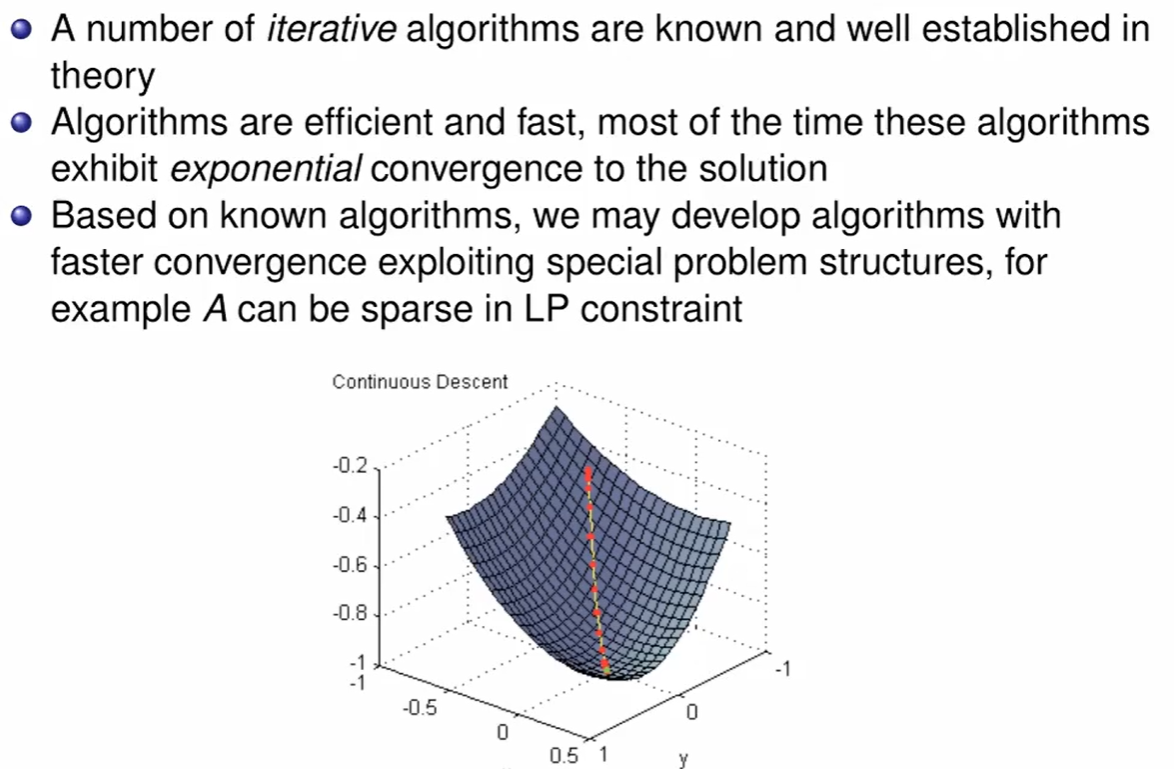 A number of iterative algorithms are known and well established in
theory
Algorithms are efficient and fast, most of the time these algorithms
exhibit exponential convergence to the solution
Based on known algorithms, we may develop algorithms with
faster convergence exploiting special problem structures, for
example A can be sparse in LP constraint
Continuous Descent
-0.2
-0.4
-0.6
-0.8
-1
-1
-0.5
0
0.5
1
0
-1
y